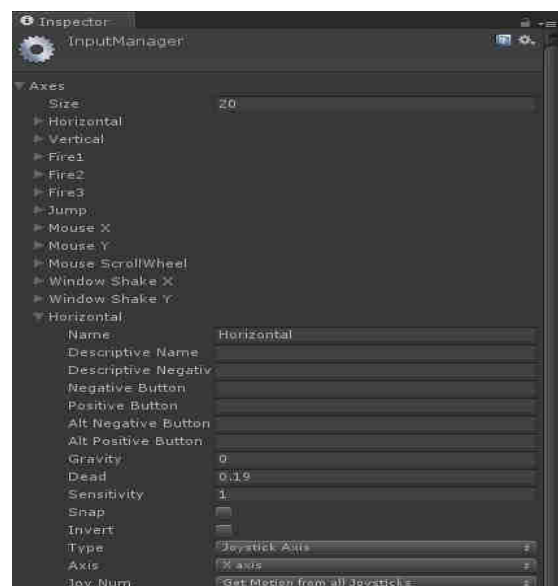 Inspector
InputManager
Axes
Size 20
Horizontal
Vertical
Fire1
Fire2
Fire3
Jump
Mouse X
Mouse Y
Mouse ScrollWheel
Window Shake X
Window Shake Y
Horizontal
Name Horizontal
Descriptive Name
Descriptive Negativ
Negative Button
Positive Button
Alt Negative Button
Alt Positive Button
Gravity 0
Dead 0.19
Sensitivity 1
Snap
Invert
Type Joystick Axis
Axis X axis
Joy Num Get Motion from all Joysticks